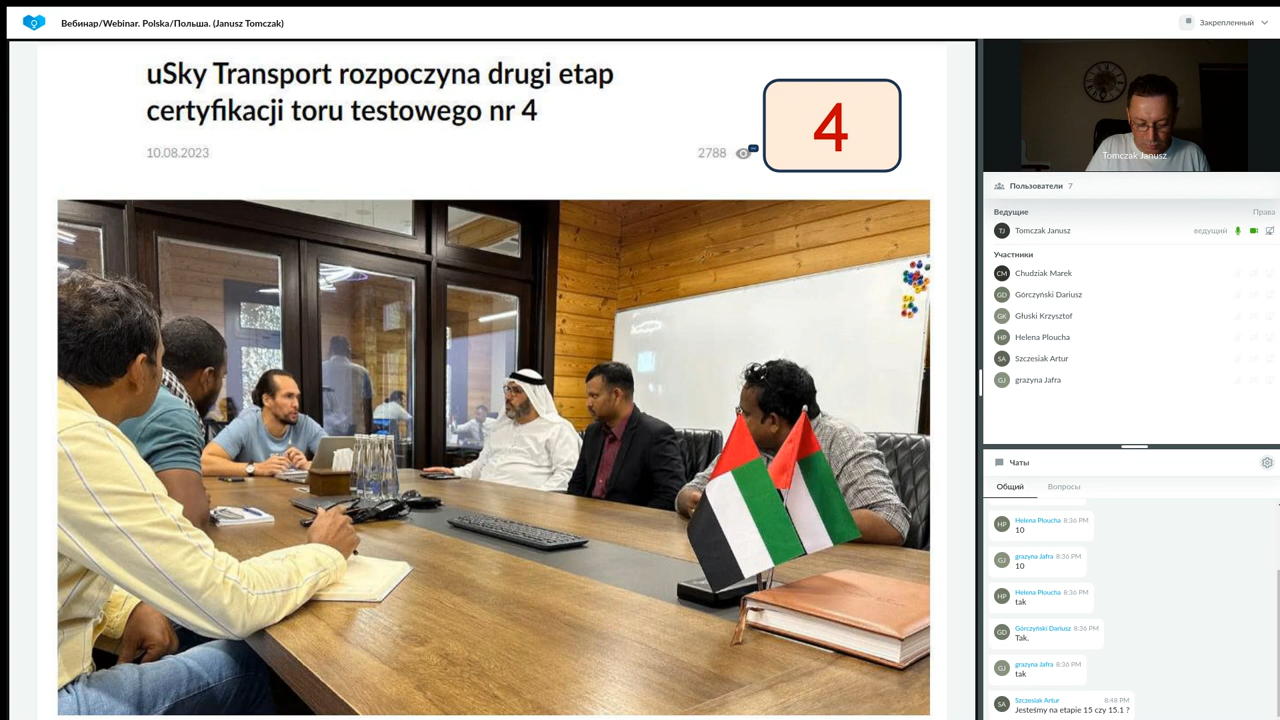 Вебинар/Webinar. Polska/Польша. (Janusz Tomczak)
Закрепленный
uSky Transport rozpoczyna drugi etap
certyfikacji toru testowego nr 4
10.08.2023
2788
4
Tomczak Janusz
Пользователи 7
Ведущие
Права
TJ
Tomczak Janusz
ведущий
Участники
CM
Chudziak Marek
GD
Górczyński Dariusz
GK
Głuski Krzysztof
HP
Helena Płoucha
SA
Szczesiak Artur
GJ
grazyna Jafra
Чаты
Общий
Вопросы
HP
Helena Płoucha 8:36 PM
10
GJ
grazyna Jafra 8:36 PM
10
HP
Helena Płoucha 8:36 PM
tak
GD
Górczyński Dariusz 8:36 PM
Tak.
GJ
grazyna Jafra 8:36 PM
tak
SA
Szczesiak Artur 8:48 PM
Jesteśmy na etapie 15 czy 15.1 ?